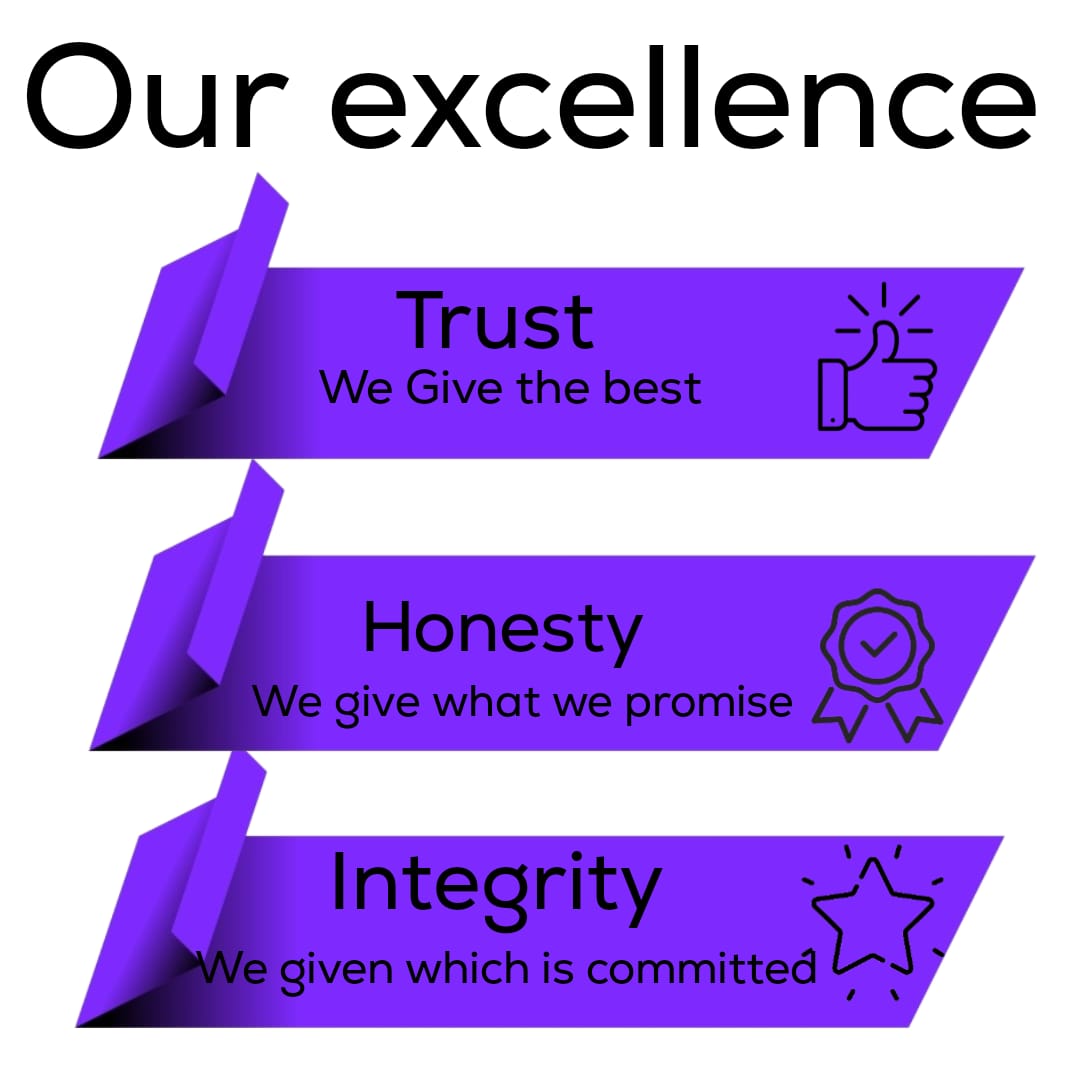 Our excellence
Trust
We Give the best
Honesty
We give what we promise
Integrity
We given which is committed